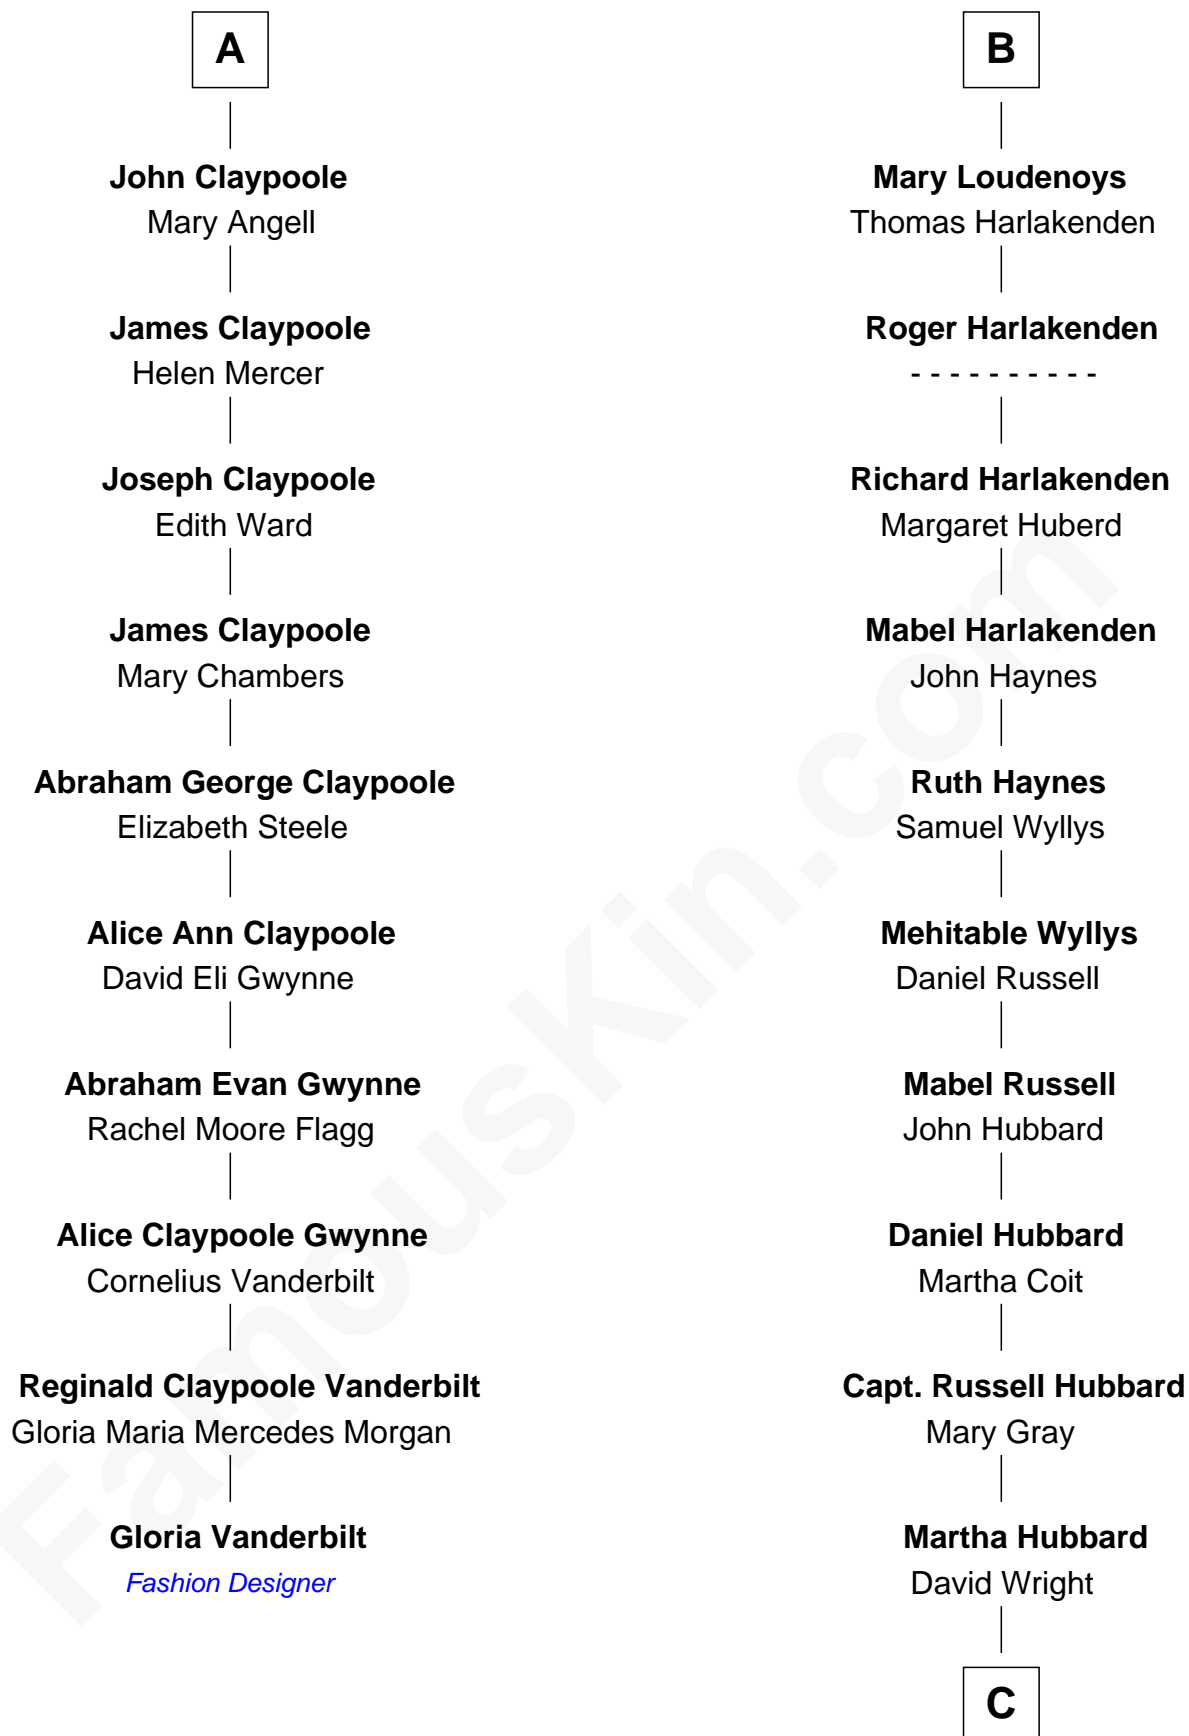 A
John Claypoole
Mary Angell
James Claypoole
Helen Mercer
Joseph Claypoole
Edith Ward
James Claypoole
Mary Chambers
Abraham George Claypoole
Elizabeth Steele
Alice Ann Claypoole
David Eli Gwynne
Abraham Evan Gwynne
Rachel Moore Flagg
Alice Claypoole Gwynne
Cornelius Vanderbilt
Reginald Claypoole Vanderbilt
Gloria Maria Mercedes Morgan
Gloria Vanderbilt
Fashion Designer
B
Mary Loudenoys
Thomas Harlakenden
Roger Harlakenden
- - - - - - - - - -
Richard Harlakenden
Margaret Huberd
Mabel Harlakenden
John Haynes
Ruth Haynes
Samuel Wyllys
Mehitable Wyllys
Daniel Russell
Mabel Russell
John Hubbard
Daniel Hubbard
Martha Coit
Capt. Russell Hubbard
Mary Gray
Martha Hubbard
David Wright
C
FamousKin.com